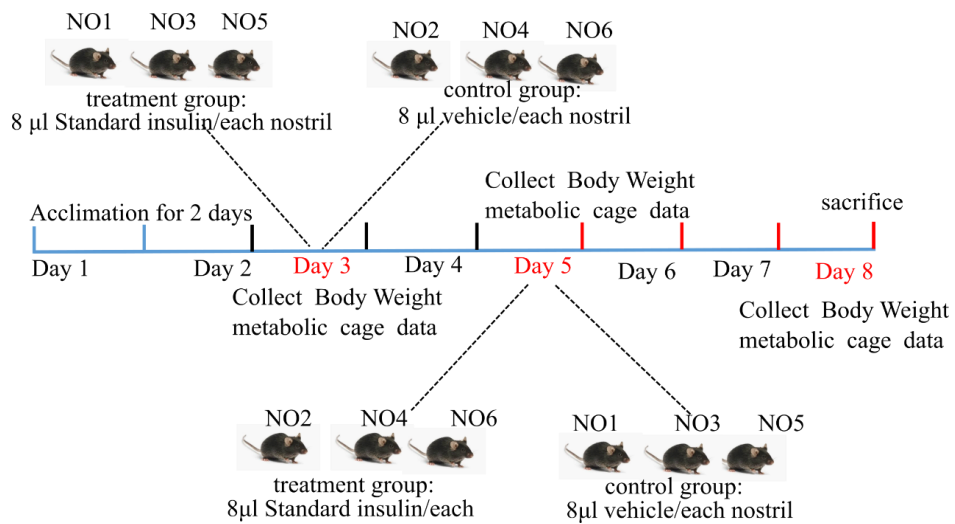 NO1 NO3 NO5
treatment group:
8 µl Standard insulin/each nostril
NO2 NO4 NO6
control group:
8 µl vehicle/each nostril
Collect Body Weight
metabolic cage data
Acclimation for 2 days
sacrifice
Day 1 Day 2 Day 3 Day 4 Day 5 Day 6 Day 7 Day 8
Collect Body Weight
metabolic cage data
Collect Body Weight
metabolic cage data
NO2 NO4 NO6
treatment group:
8µl Standard insulin/each
NO1 NO3 NO5
control group:
8µl vehicle/each nostril